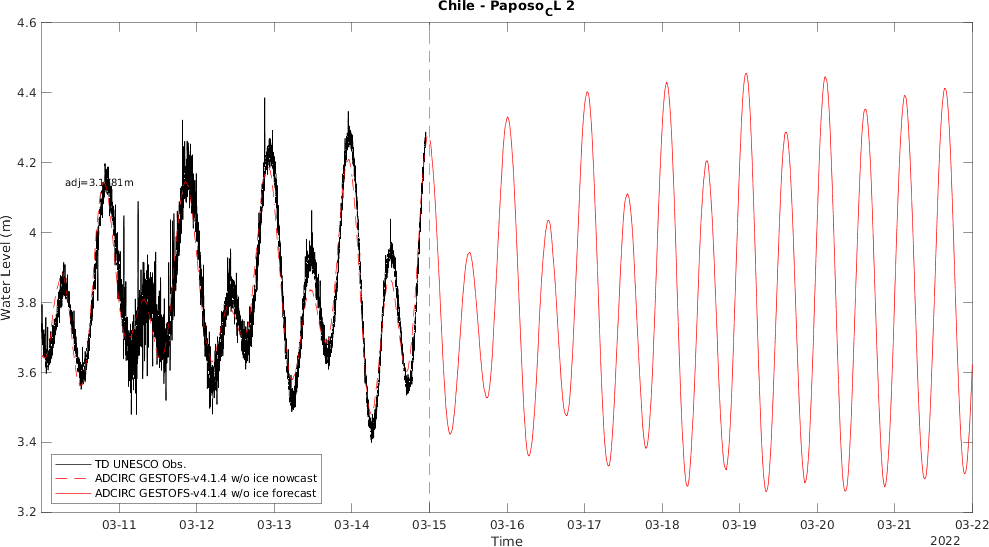 Chile - Paposo_CL 2
4.6
4.4
4.2
4
3.8
3.6
3.4
3.2
Water Level (m)
TD UNESCO Obs.
ADCIRC GESTOFS-v4.1.4 w/o ice nowcast
ADCIRC GESTOFS-v4.1.4 w/o ice forecast
03-11 03-12 03-13 03-14 03-15 03-16 03-17 03-18 03-19 03-20 03-21 03-22
Time
2022